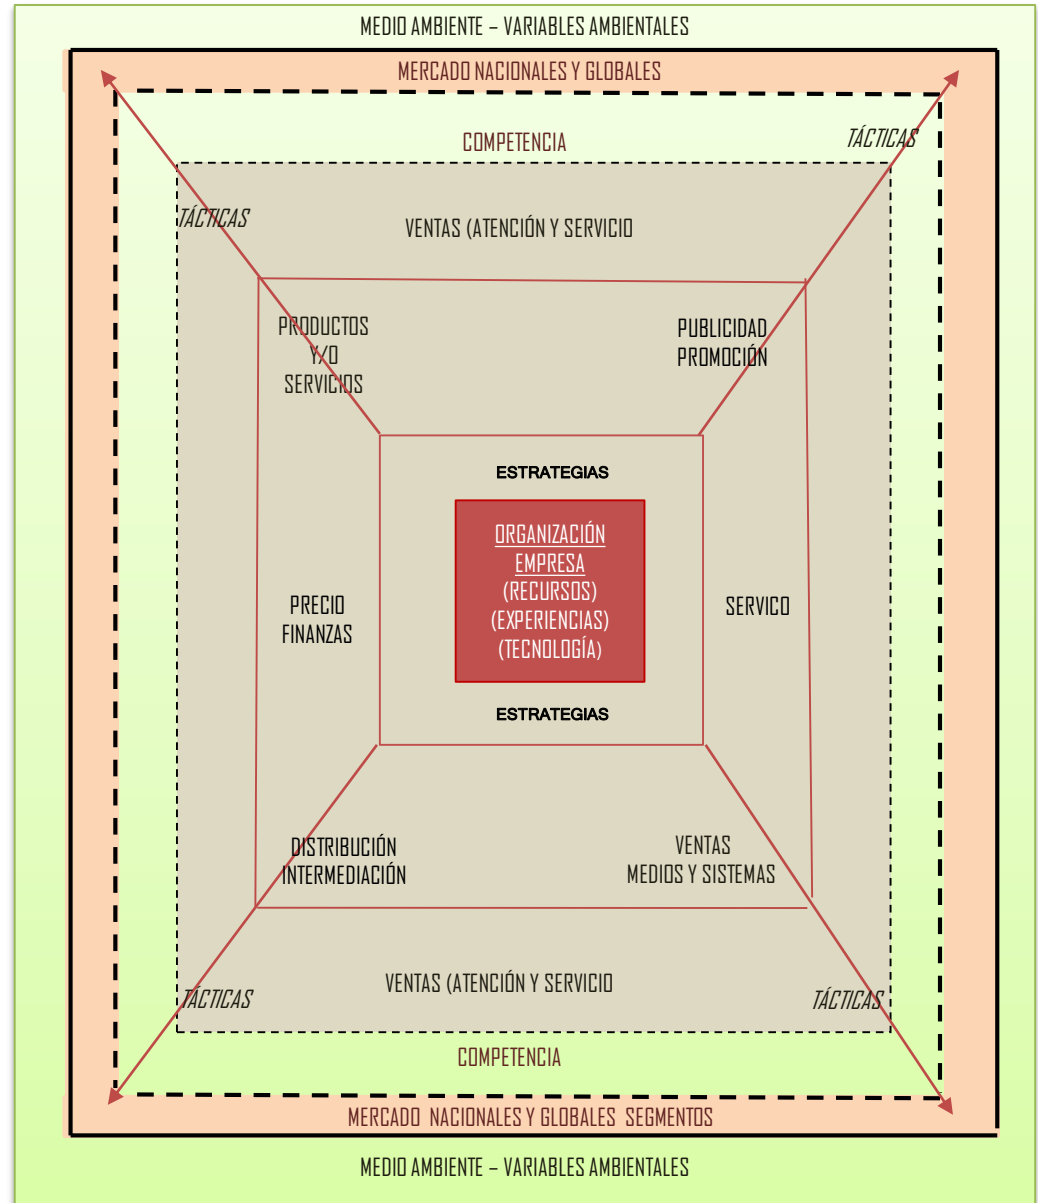 MEDIO AMBIENTE – VARIABLES AMBIENTALES
MERCADO NACIONALES Y GLOBALES
COMPETENCIA
TÁCTICAS
TÁCTICAS
VENTAS (ATENCIÓN Y SERVICIO
PRODUCTOS
Y/O
SERVICIOS
PUBLICIDAD
PROMOCIÓN
ESTRATEGIAS
ORGANIZACIÓN
EMPRESA
(RECURSOS)
(EXPERIENCIAS)
(TECNOLOGÍA)
PRECIO
FINANZAS
SERVICO
ESTRATEGIAS
DISTRIBUCIÓN
INTERMEDIACIÓN
VENTAS
MEDIOS Y SISTEMAS
VENTAS (ATENCIÓN Y SERVICIO
TÁCTICAS
TÁCTICAS
COMPETENCIA
MERCADO NACIONALES Y GLOBALES SEGMENTOS
MEDIO AMBIENTE – VARIABLES AMBIENTALES